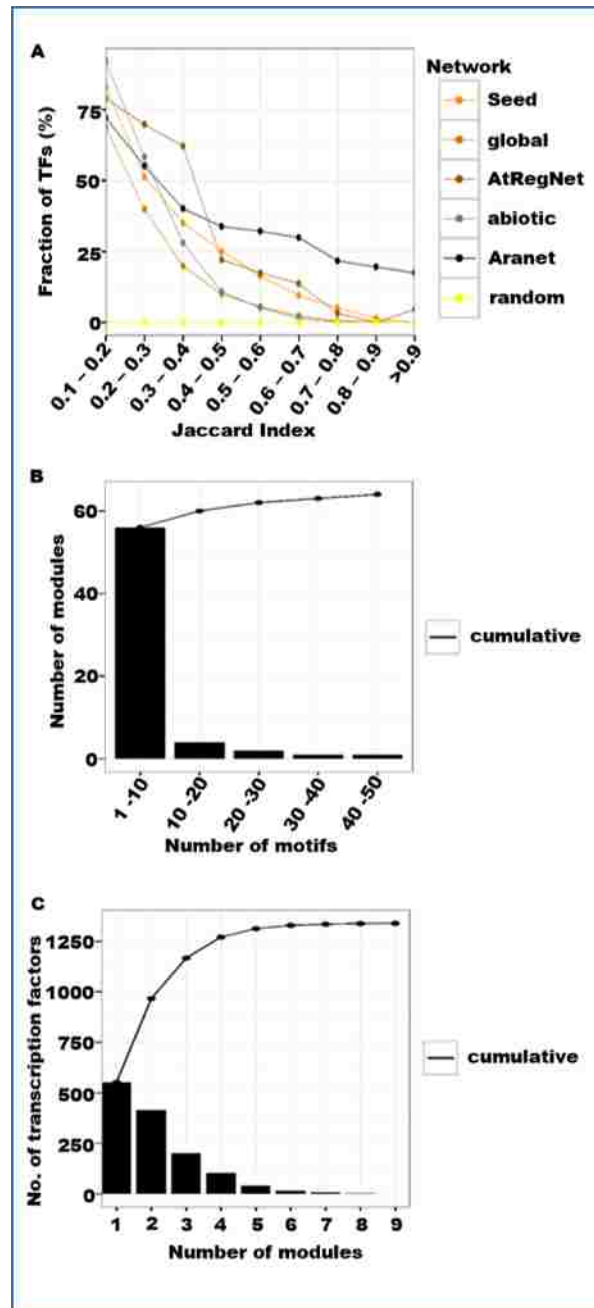 A
Fraction of TFs (%)
75
50
25
0
0.1 – 0.2
0.2 – 0.3
0.3 – 0.4
0.4 – 0.5
0.5 – 0.6
0.6 – 0.7
0.7 – 0.8
0.8 – 0.9
>0.9
Jaccard Index
Network
Seed
global
AtRegNet
abiotic
Aranet
random
B
Number of modules
60
40
20
0
1 -10
10 -20
20 -30
30 -40
40 -50
Number of motifs
cumulative
C
No. of transcription factors
1250
1000
750
500
250
0
1 2 3 4 5 6 7 8 9
Number of modules
cumulative